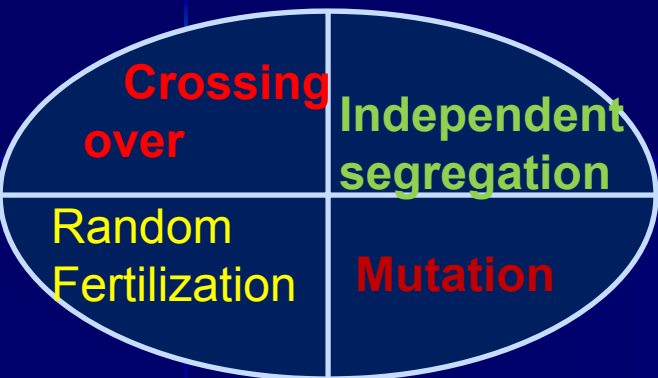 Crossing
over
Independent
segregation
Random
Fertilization
Mutation